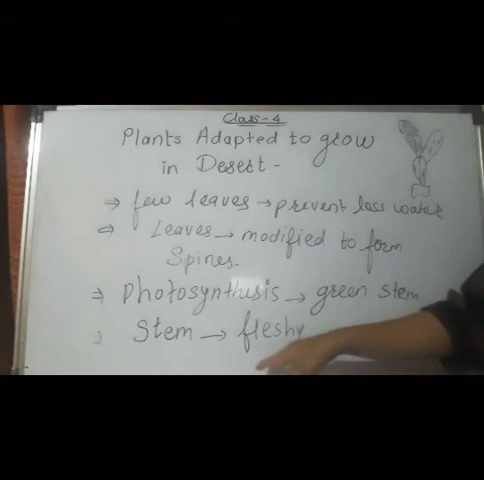 Class-4
Plants Adapted to grow
in Desert -
⇒ few leaves → prevent loss water
⇒ Leaves → modified to form
Spines.
⇒ Photosynthesis → green stem
⇒ Stem → fleshy